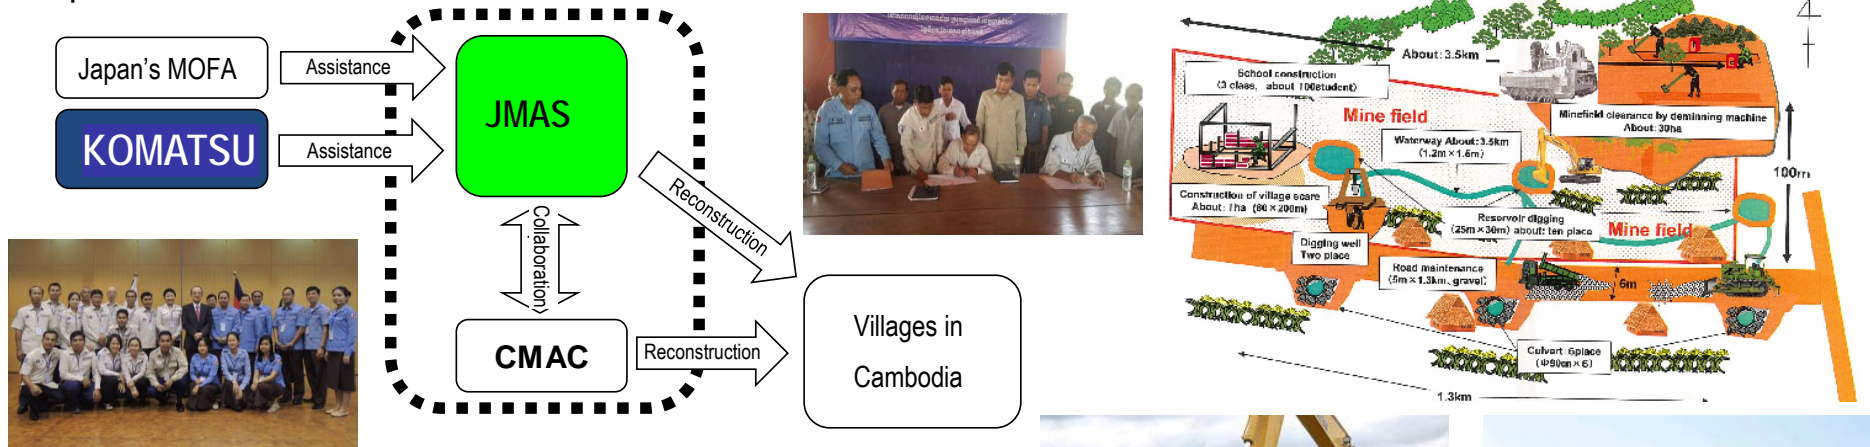 Japan's MOFA
Assistance
KOMATSU
Assistance
JMAS
Collaboration
CMAC
Reconstruction
Reconstruction
Villages in
Cambodia
About: 3.5km
School construction
(3 class, about 100student)
Mine field
Minefield clearance by deminning machine
About: 30ha
Waterway About: 3.5km
(1.2m×1.5m)
100m
Construction of village scare
About: 1ha (80×200m)
Reservoir digging
(25m×30m) about: ten place
Mine field
Digging well
Two place
Road maintenance
(5m×1.3km, gravel)
6m
Culvert: 6place
(Φ90cm×6)
1.3km